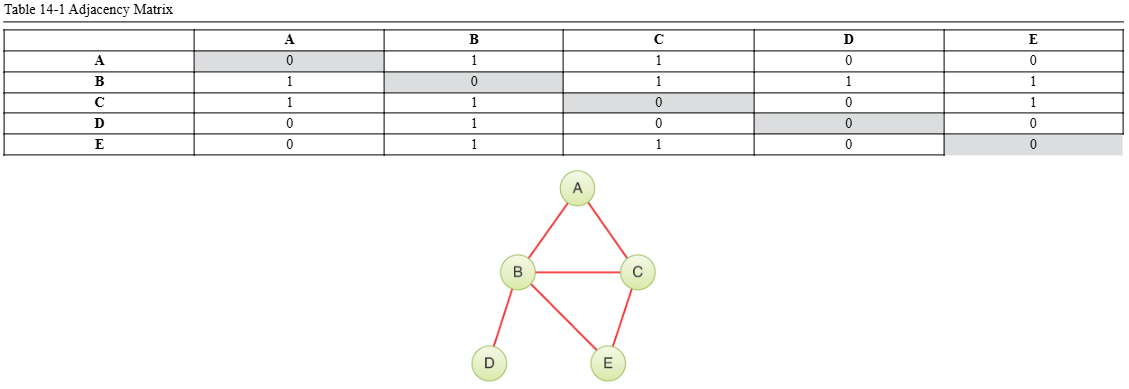 Table 14-1 Adjacency Matrix
A B C D E
A 0 1 1 0 0
B 1 0 1 1 1
C 1 1 0 0 1
D 0 1 0 0 0
E 0 1 1 0 0
A
B C
D E